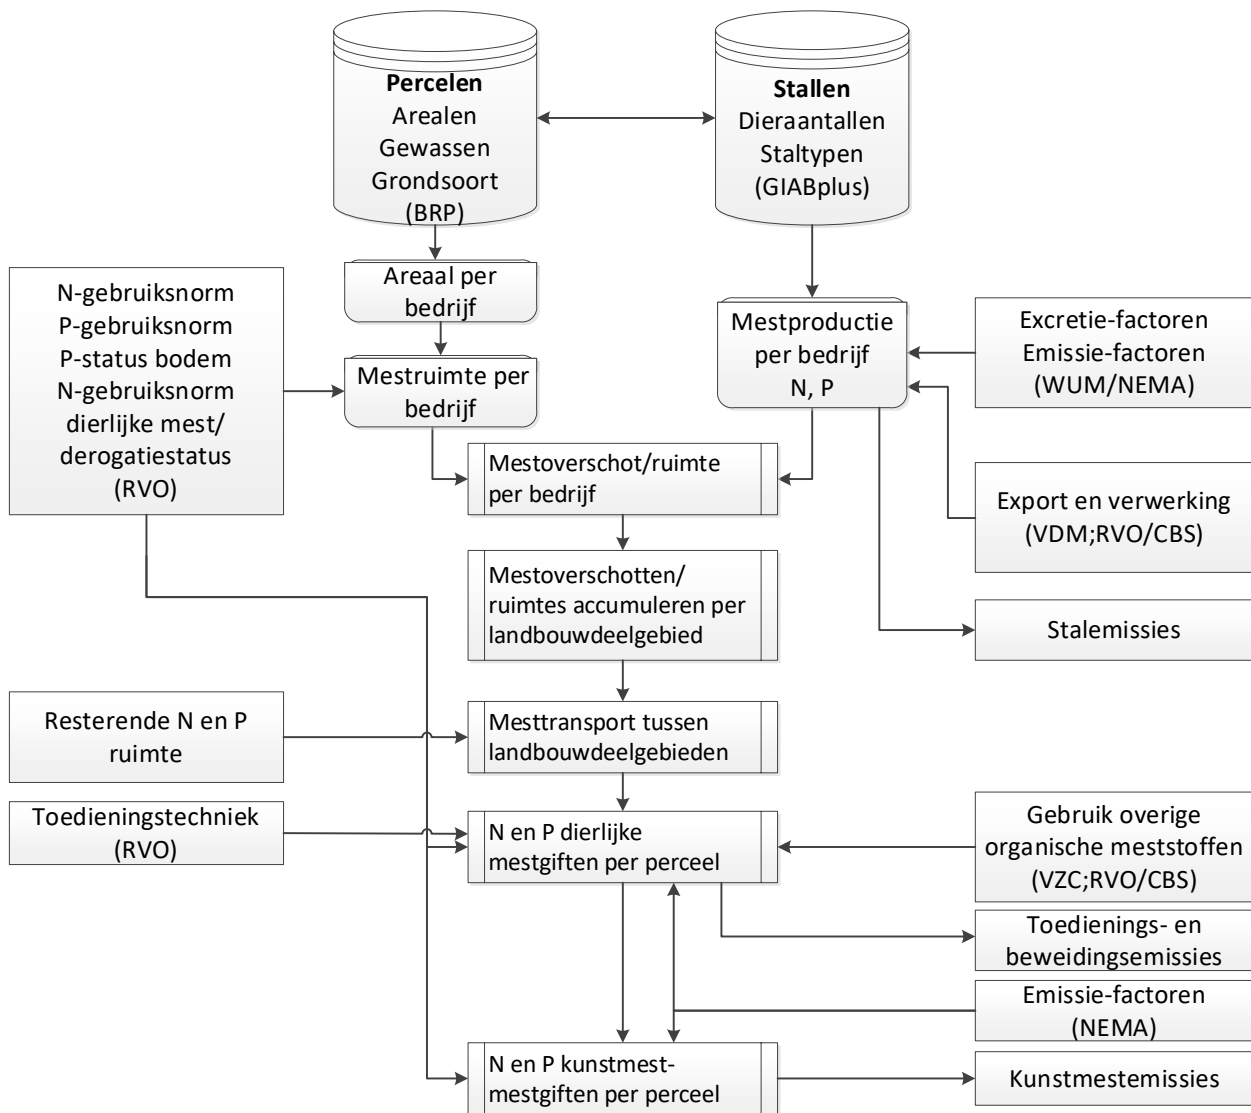 Percelen
Arealen
Gewassen
Grondsoort
(BRP)
Stallen
Dieraantallen
Staltypen
(GIABplus)
Areaal per
bedrijf
N-gebruiksnorm
P-gebruiksnorm
P-status bodem
N-gebruiksnorm
dierlijke mest/
derogatiestatus
(RVO)
Mestruimte per
bedrijf
Mestproductie
per bedrijf
N, P
Excretie-factoren
Emissie-factoren
(WUM/NEMA)
Mestoverschot/ruimte
per bedrijf
Export en verwerking
(VDM;RVO/CBS)
Mestoverschotten/
ruimtes accumuleren per
landbouwdeelgebied
Stalemissies
Resterende N en P
ruimte
Mesttransport tussen
landbouwdeelgebieden
Toedieningstechniek
(RVO)
N en P dierlijke
mestgiften per perceel
Gebruik overige
organische meststoffen
(VZC;RVO/CBS)
Toedienings- en
beweidingsemissies
Emissie-factoren
(NEMA)
N en P kunstmest-
mestgiften per perceel
Kunstmestemissies